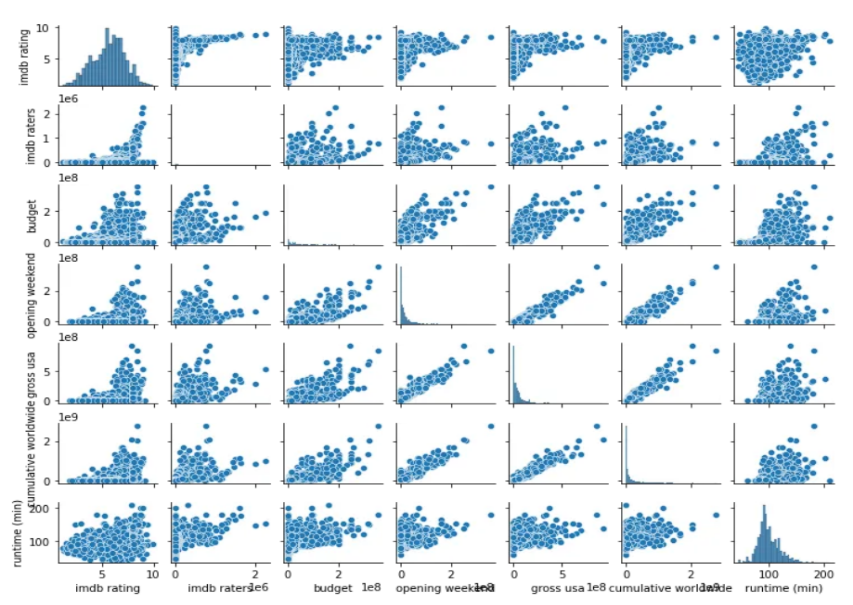 imdb rating
10
5
1e6
imdb raters
2
1
0
1e8
budget
2
0
1e8
opening weekend
2
0
1e8
gross usa
5
0
1e9
cumulative worldwide
2
0
runtime (min)
200
100
5 10 0 2 0 2 0 2 0 5 0 2 100 200
1e6 1e8 1e8 1e8 1e9
imdb rating imdb raters budget opening weekend gross usa cumulative worldwide runtime (min)